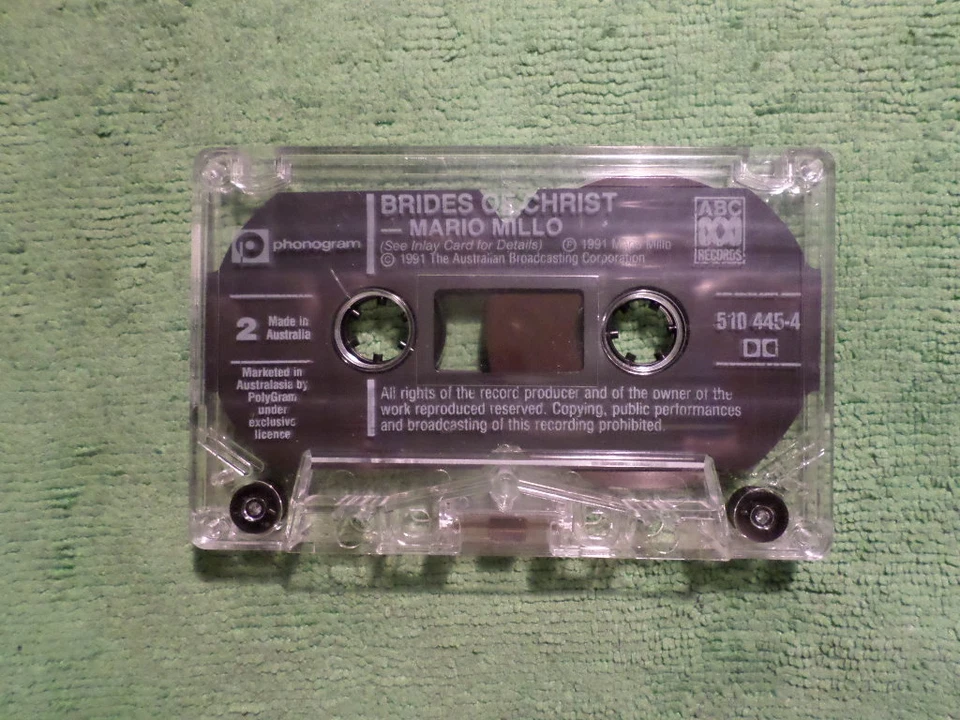 BRIDES OF CHRIST
— MARIO MILLO
(See Inlay Card for Details) ℗ 1991 Mario Millo
© 1991 The Australian Broadcasting Corporation
phonogram
ABC
RECORDS
2 Made in
Australia
510 445-4
Marketed in
Australasia by
PolyGram
under
exclusive
licence
All rights of the record producer and of the owner of the
work reproduced reserved. Copying, public performances
and broadcasting of this recording prohibited.